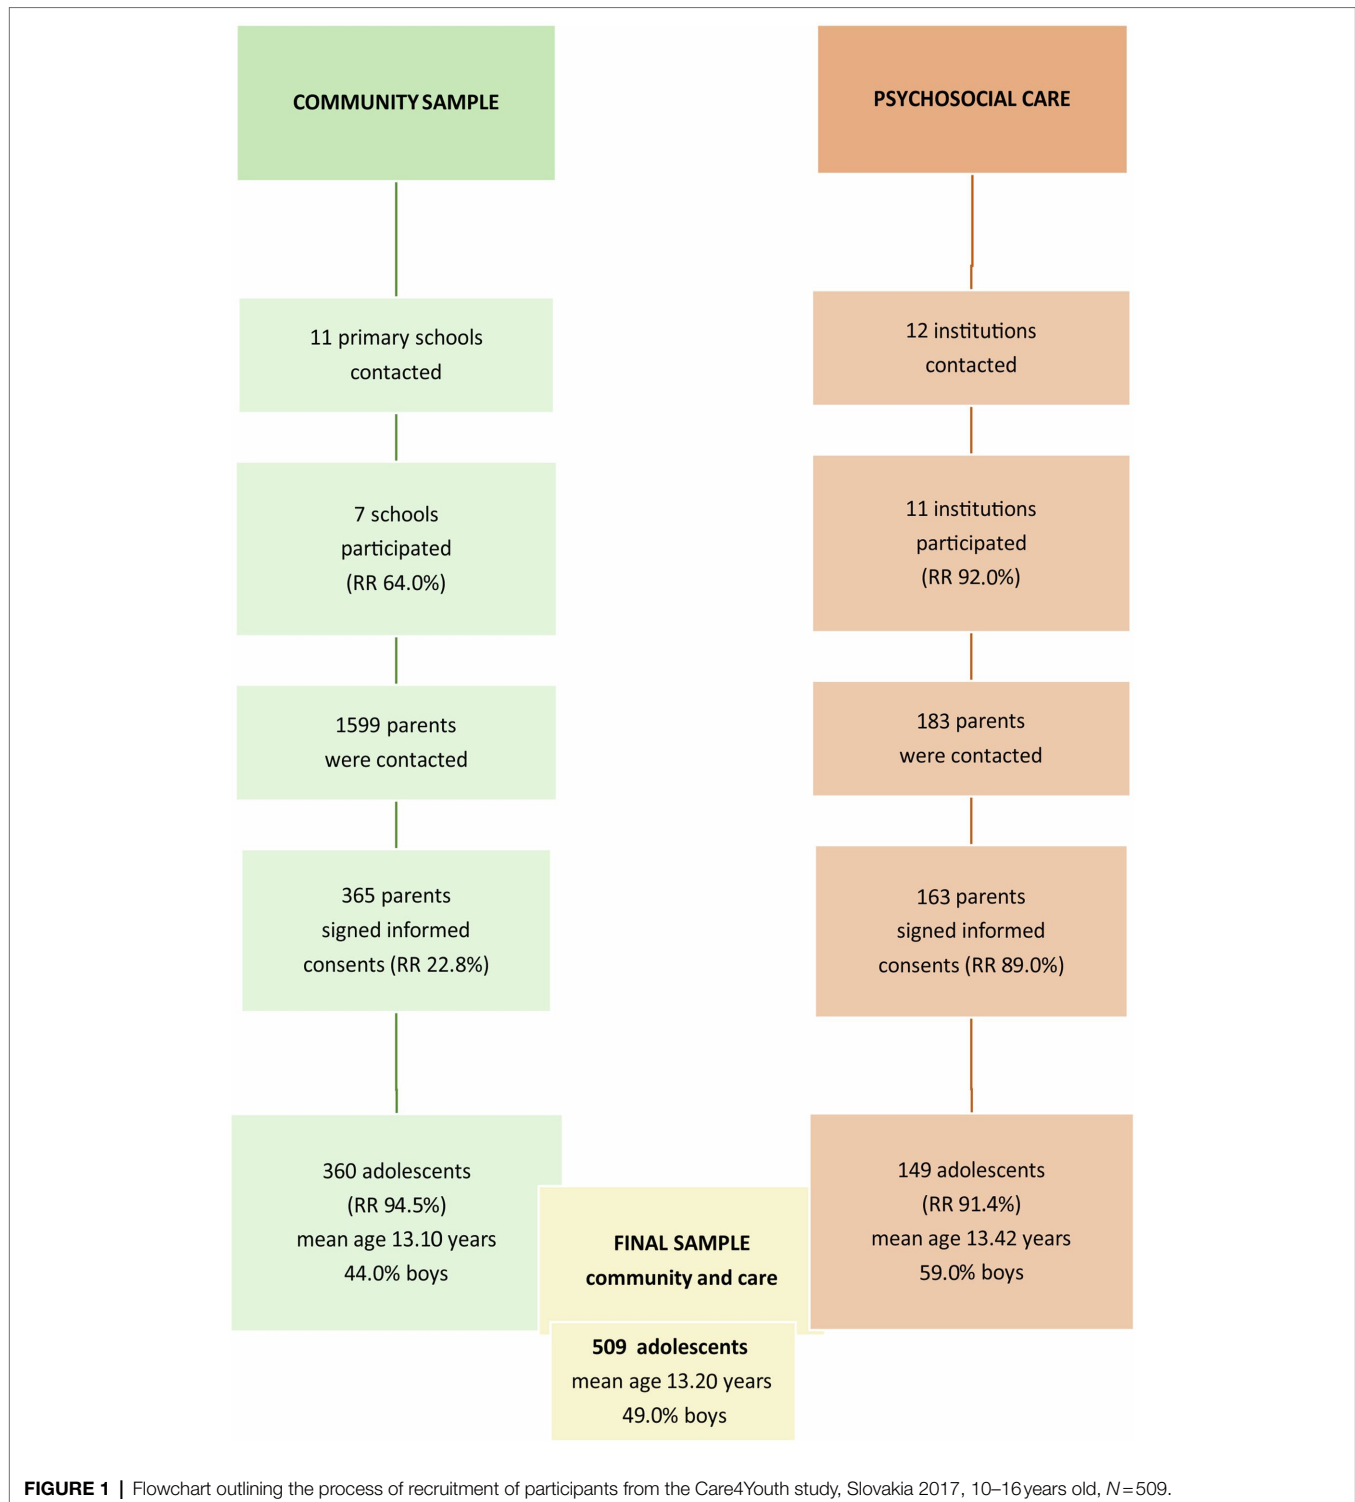 COMMUNITY SAMPLE
11 primary schools
contacted
7 schools
participated
(RR 64.0%)
1599 parents
were contacted
365 parents
signed informed
consents (RR 22.8%)
360 adolescents
(RR 94.5%)
mean age 13.10 years
44.0% boys
PSYCHOSOCIAL CARE
12 institutions
contacted
11 institutions
participated
(RR 92.0%)
183 parents
were contacted
163 parents
signed informed
consents (RR 89.0%)
149 adolescents
(RR 91.4%)
mean age 13.42 years
59.0% boys
FINAL SAMPLE
community and care
509 adolescents
mean age 13.20 years
49.0% boys
FIGURE 1 | Flowchart outlining the process of recruitment of participants from the Care4Youth study, Slovakia 2017, 10–16 years old, N = 509.